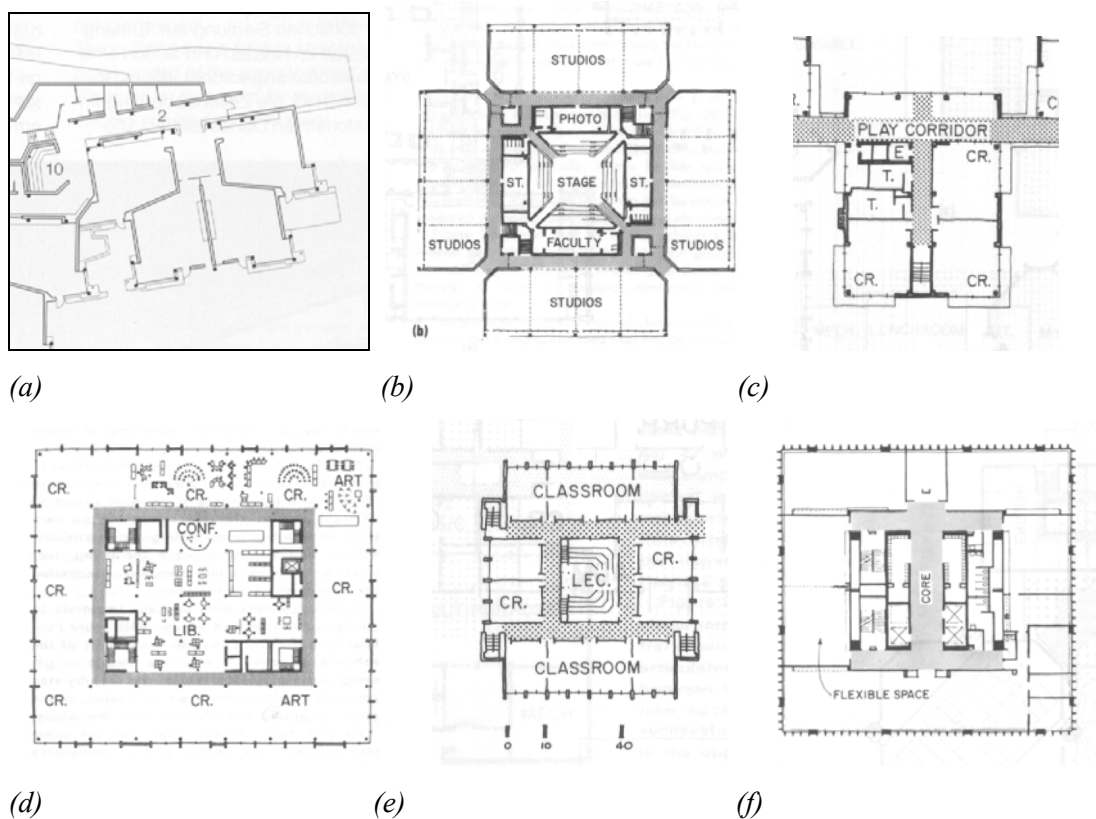 2
10
(a)
STUDIOS
PHOTO
ST.
STAGE
ST.
STUDIOS
FACULTY
STUDIOS
STUDIOS
(b)
(b)
CR.
C
PLAY CORRIDOR
E.
CR.
T.
T.
CR.
CR.
(c)
CR.
CR.
CR.
ART
CONF.
CR.
CR.
LIB.
CR.
CR.
ART
(d)
CLASSROOM
CR.
LEC.
CR.
CLASSROOM
0 10 40
(e)
CORE
FLEXIBLE SPACE
(f)